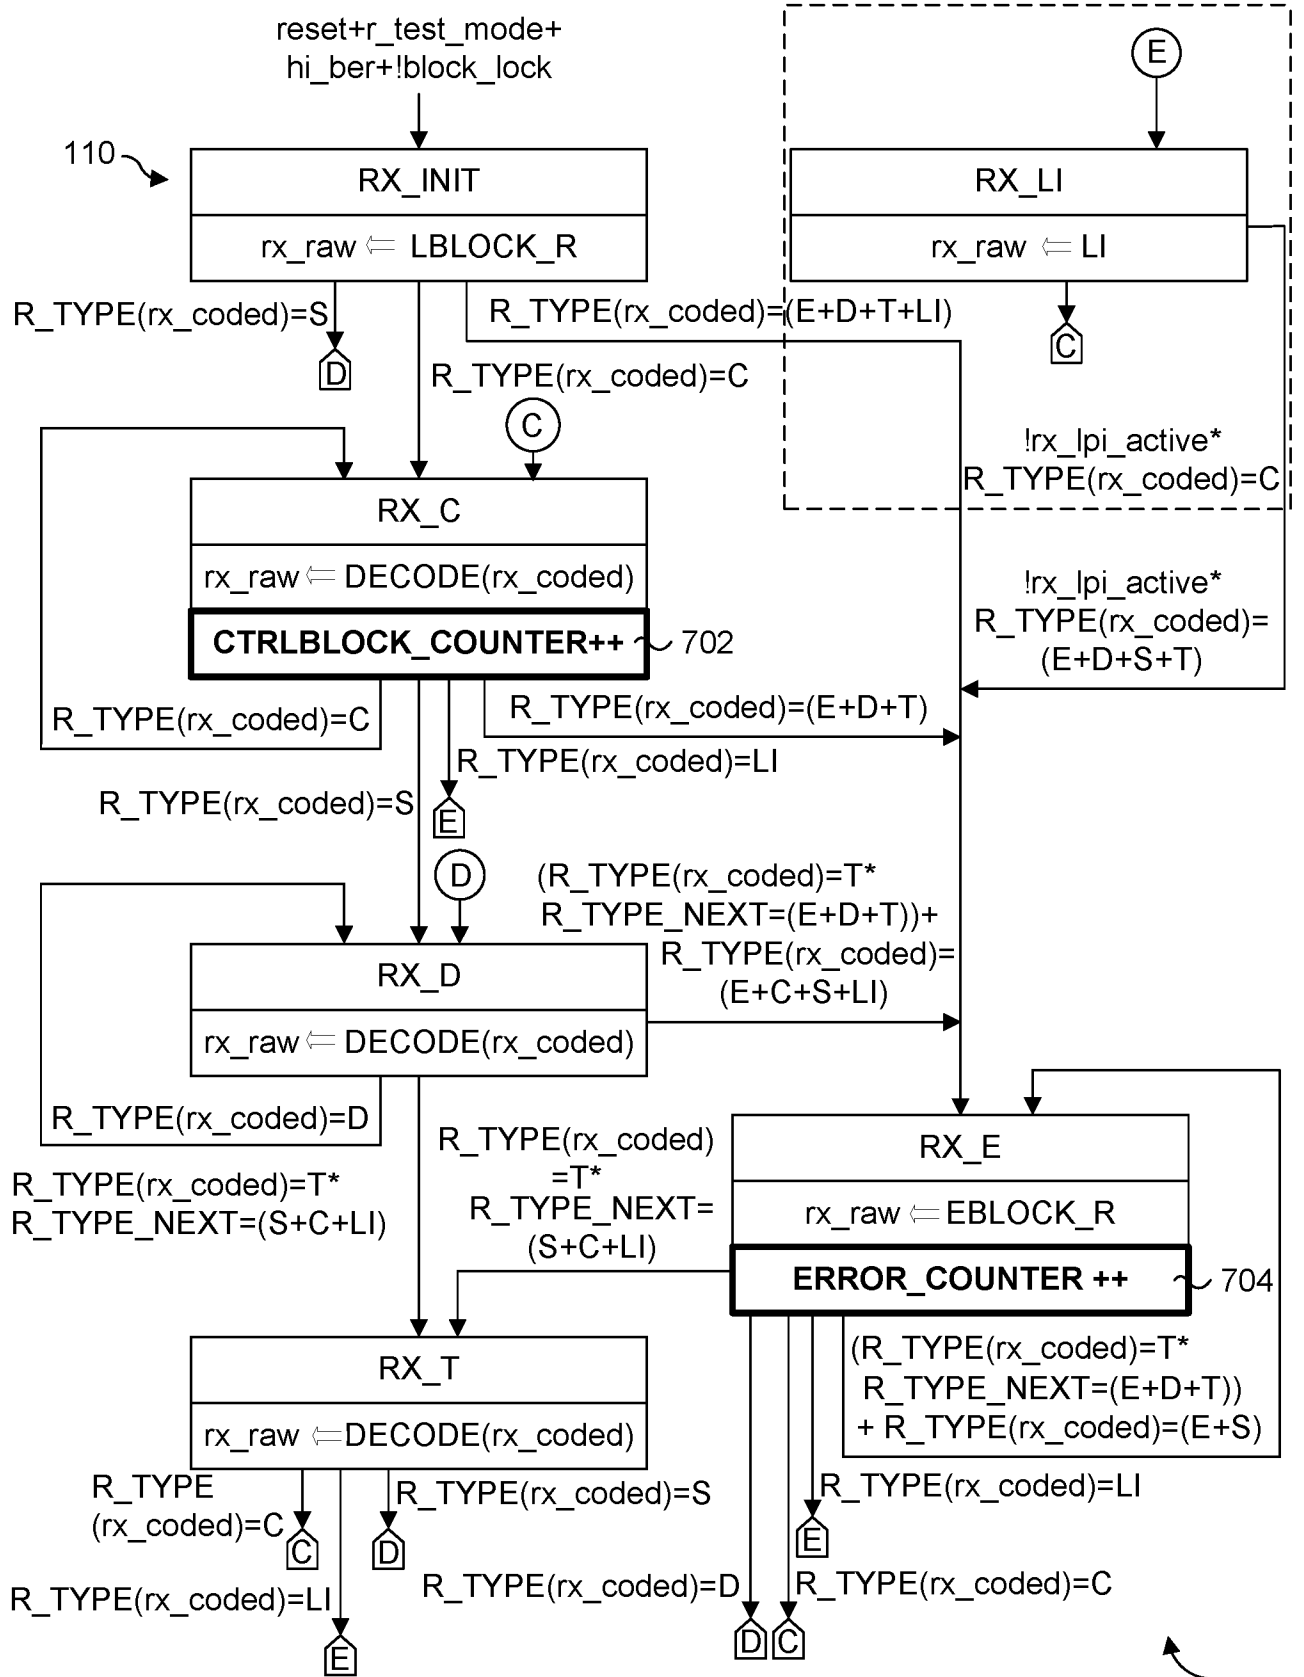 reset+r_test_mode+
hi_ber+!block_lock
E
110
RX_INIT
rx_raw ⇐ LBLOCK_R
RX_LI
rx_raw ⇐ LI
R_TYPE(rx_coded)=S
D
R_TYPE(rx_coded)=(E+D+T+LI)
C
R_TYPE(rx_coded)=C
C
!rx_lpi_active*
R_TYPE(rx_coded)=C
RX_C
rx_raw ⇐ DECODE(rx_coded)
CTRLBLOCK_COUNTER++
702
!rx_lpi_active*
R_TYPE(rx_coded)=
(E+D+S+T)
R_TYPE(rx_coded)=C
R_TYPE(rx_coded)=(E+D+T)
R_TYPE(rx_coded)=LI
R_TYPE(rx_coded)=S
E
D
(R_TYPE(rx_coded)=T*
R_TYPE_NEXT=(E+D+T))+
R_TYPE(rx_coded)=
(E+C+S+LI)
RX_D
rx_raw ⇐ DECODE(rx_coded)
R_TYPE(rx_coded)=D
R_TYPE(rx_coded)=T*
R_TYPE_NEXT=(S+C+LI)
R_TYPE(rx_coded)
=T*
R_TYPE_NEXT=
(S+C+LI)
RX_E
rx_raw ⇐ EBLOCK_R
ERROR_COUNTER ++
704
RX_T
rx_raw ⇐ DECODE(rx_coded)
(R_TYPE(rx_coded)=T*
R_TYPE_NEXT=(E+D+T))
+ R_TYPE(rx_coded)=(E+S)
R_TYPE
(rx_coded)=C
C
R_TYPE(rx_coded)=S
D
R_TYPE(rx_coded)=LI
E
R_TYPE(rx_coded)=LI
E
R_TYPE(rx_coded)=D
D
R_TYPE(rx_coded)=C
C